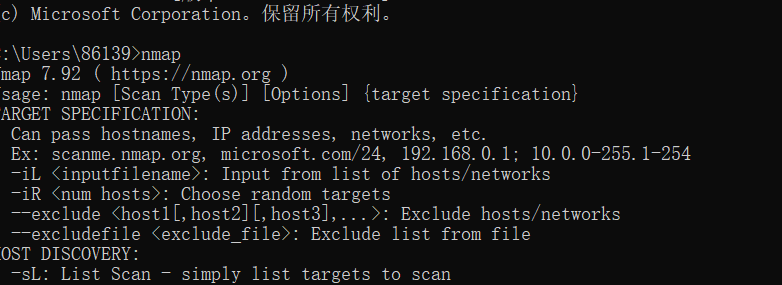 c) Microsoft Corporation。保留所有权利。
:\Users\86139>nmap
map 7.92 ( https://nmap.org )
sage: nmap [Scan Type(s)] [Options] {target specification}
ARGET SPECIFICATION:
Can pass hostnames, IP addresses, networks, etc.
Ex: scanme.nmap.org, microsoft.com/24, 192.168.0.1; 10.0.0-255.1-254
-iL <inputfilename>: Input from list of hosts/networks
-iR <num hosts>: Choose random targets
--exclude <host1[,host2][,host3],...>: Exclude hosts/networks
--excludefile <exclude_file>: Exclude list from file
OST DISCOVERY:
-sL: List Scan - simply list targets to scan